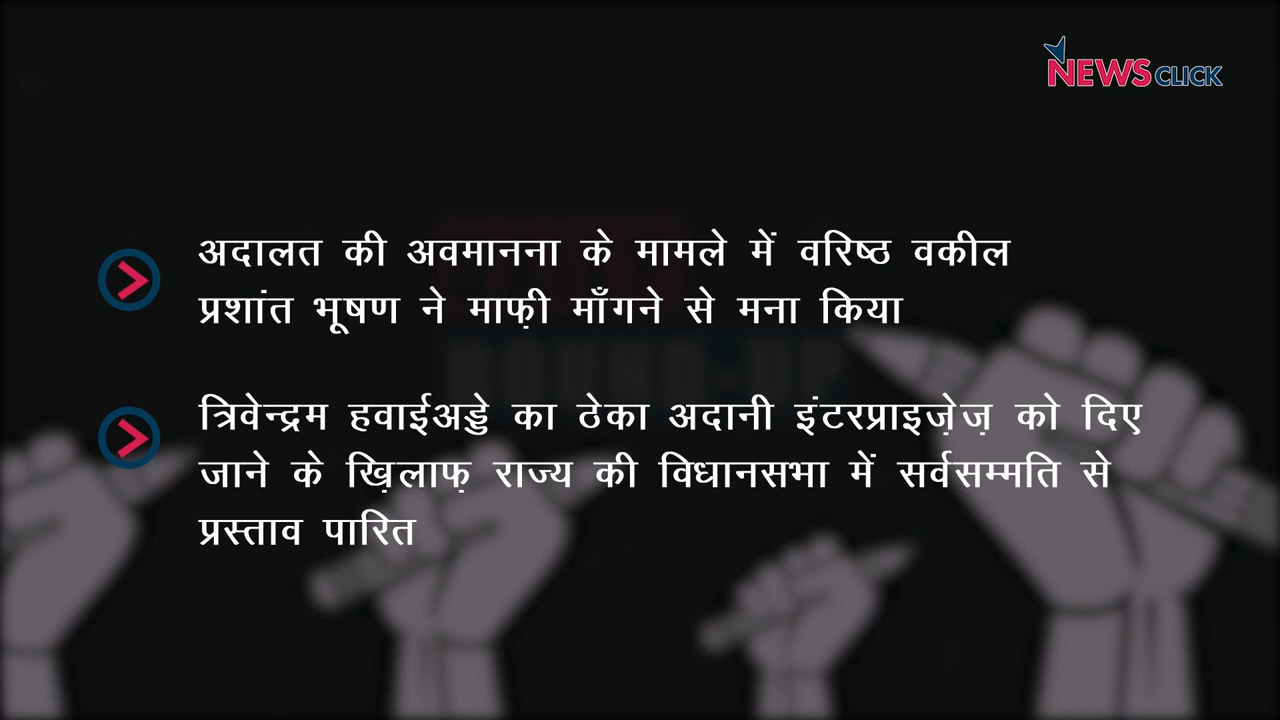 NEWSCLICK
अदालत की अवमानना के मामले में वरिष्ठ वकील
प्रशांत भूषण ने माफ़ी माँगने से मना किया
त्रिवेन्द्रम हवाईअड्डे का ठेका अदानी इंटरप्राइज़ेज़ को दिए
जाने के ख़िलाफ़ राज्य की विधानसभा में सर्वसम्मति से
प्रस्ताव पारित